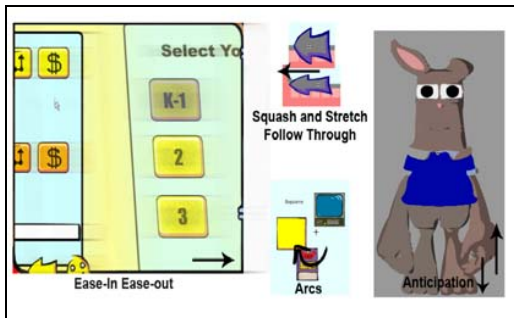 Select Yo
$
K-1
$
2
3
Ease-In Ease-out
Squash and Stretch
Follow Through
Arcs
Anticipation